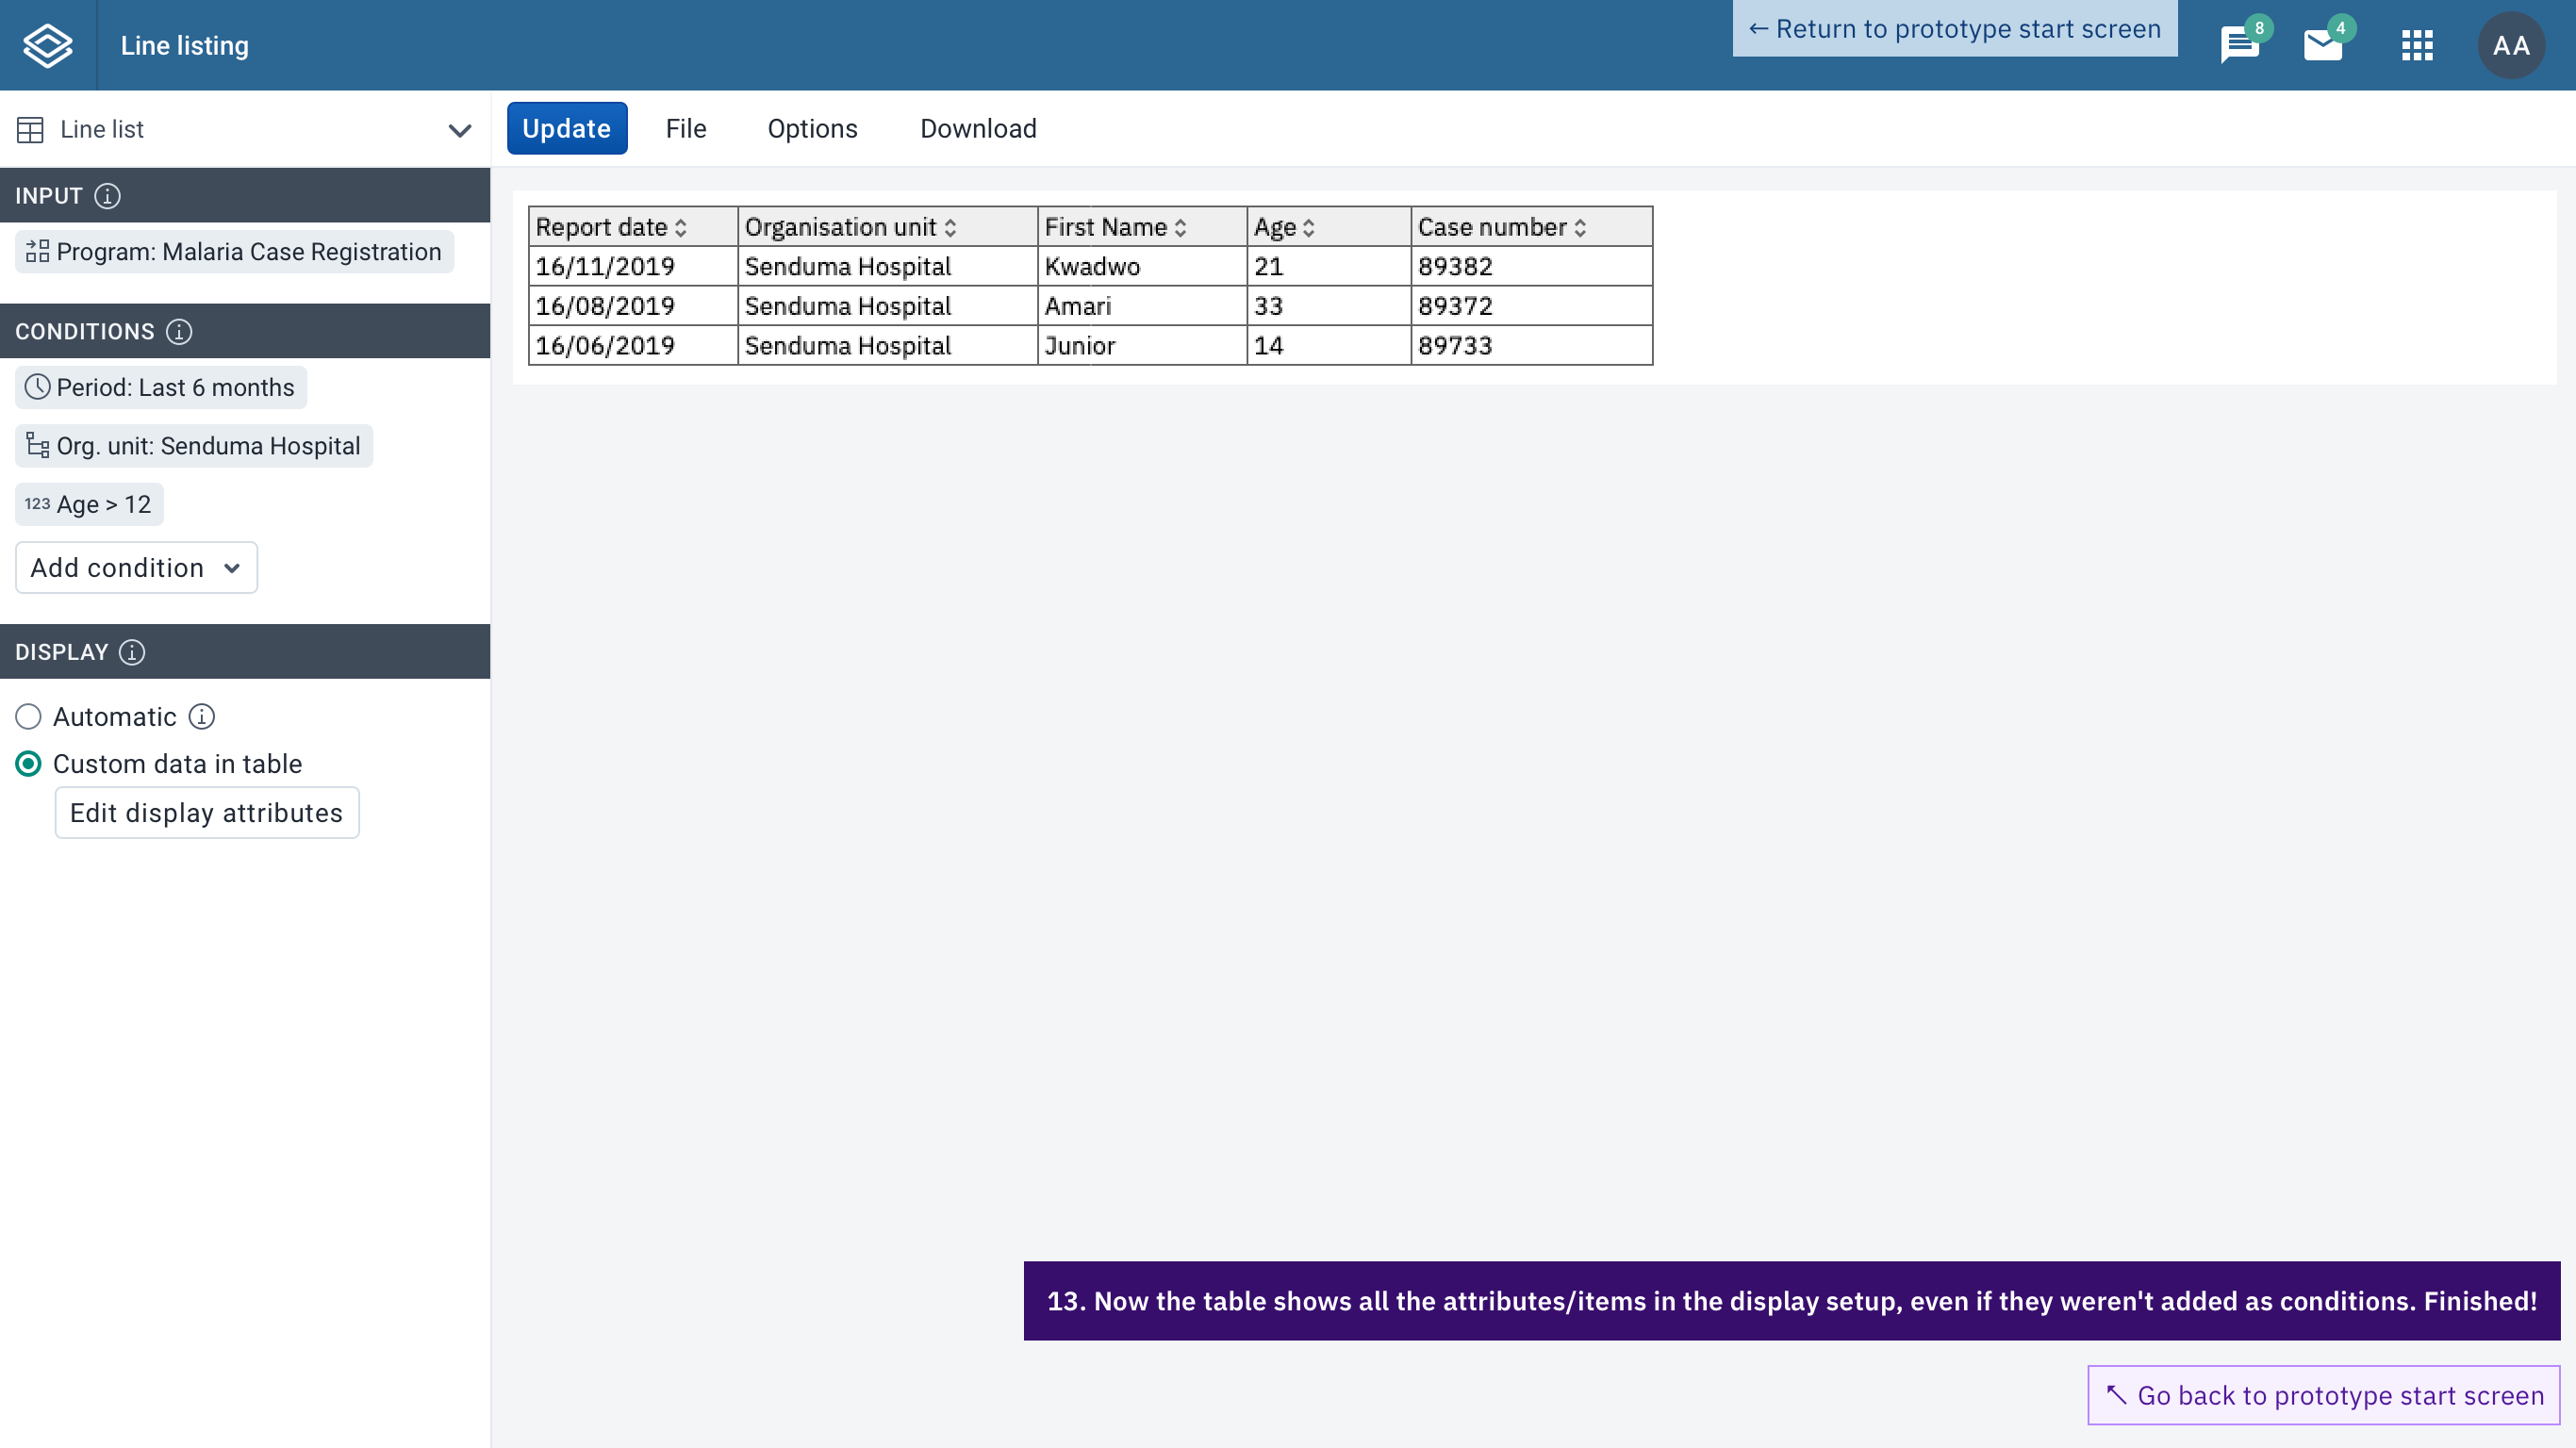 Line listing
← Return to prototype start screen
8
4
AA
Line list
Update
File
Options
Download
INPUT
Program: Malaria Case Registration
CONDITIONS
Period: Last 6 months
Org. unit: Senduma Hospital
123 Age > 12
Add condition
DISPLAY
Automatic
Custom data in table
Edit display attributes
Report date Organisation unit First Name Age Case number
16/11/2019 Senduma Hospital Kwadwo 21 89382
16/08/2019 Senduma Hospital Amari 33 89372
16/06/2019 Senduma Hospital Junior 14 89733
13. Now the table shows all the attributes/items in the display setup, even if they weren't added as conditions. Finished!
↖ Go back to prototype start screen